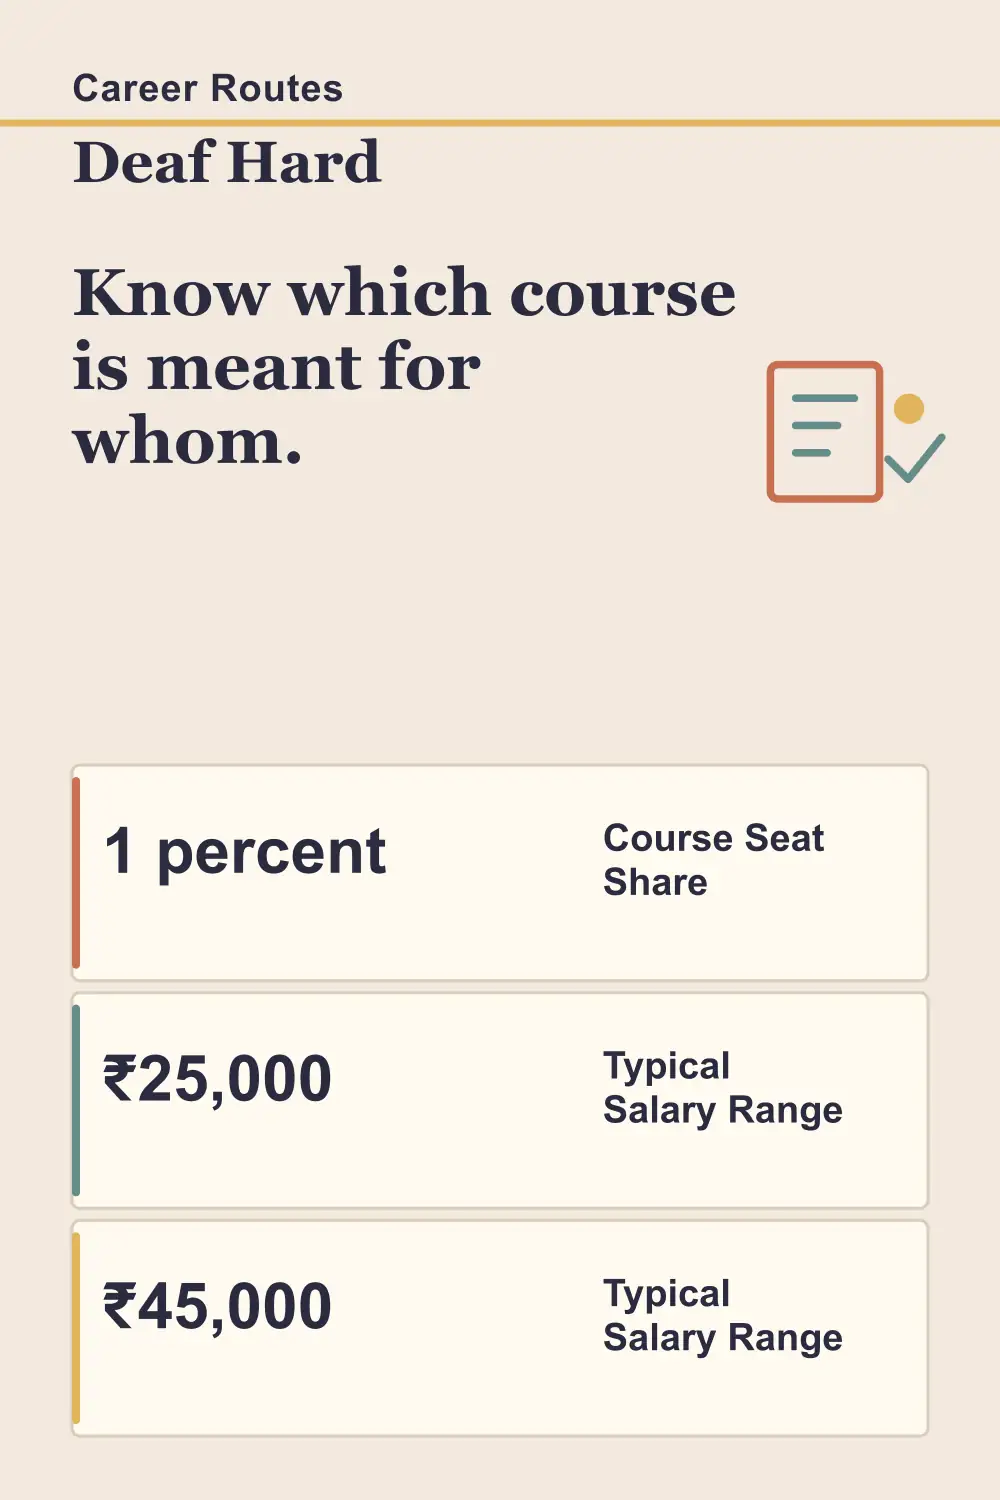 Career Routes
Deaf Hard
Know which course
is meant for
whom.
1 percent
Course Seat
Share
₹25,000
Typical
Salary Range
₹45,000
Typical
Salary Range